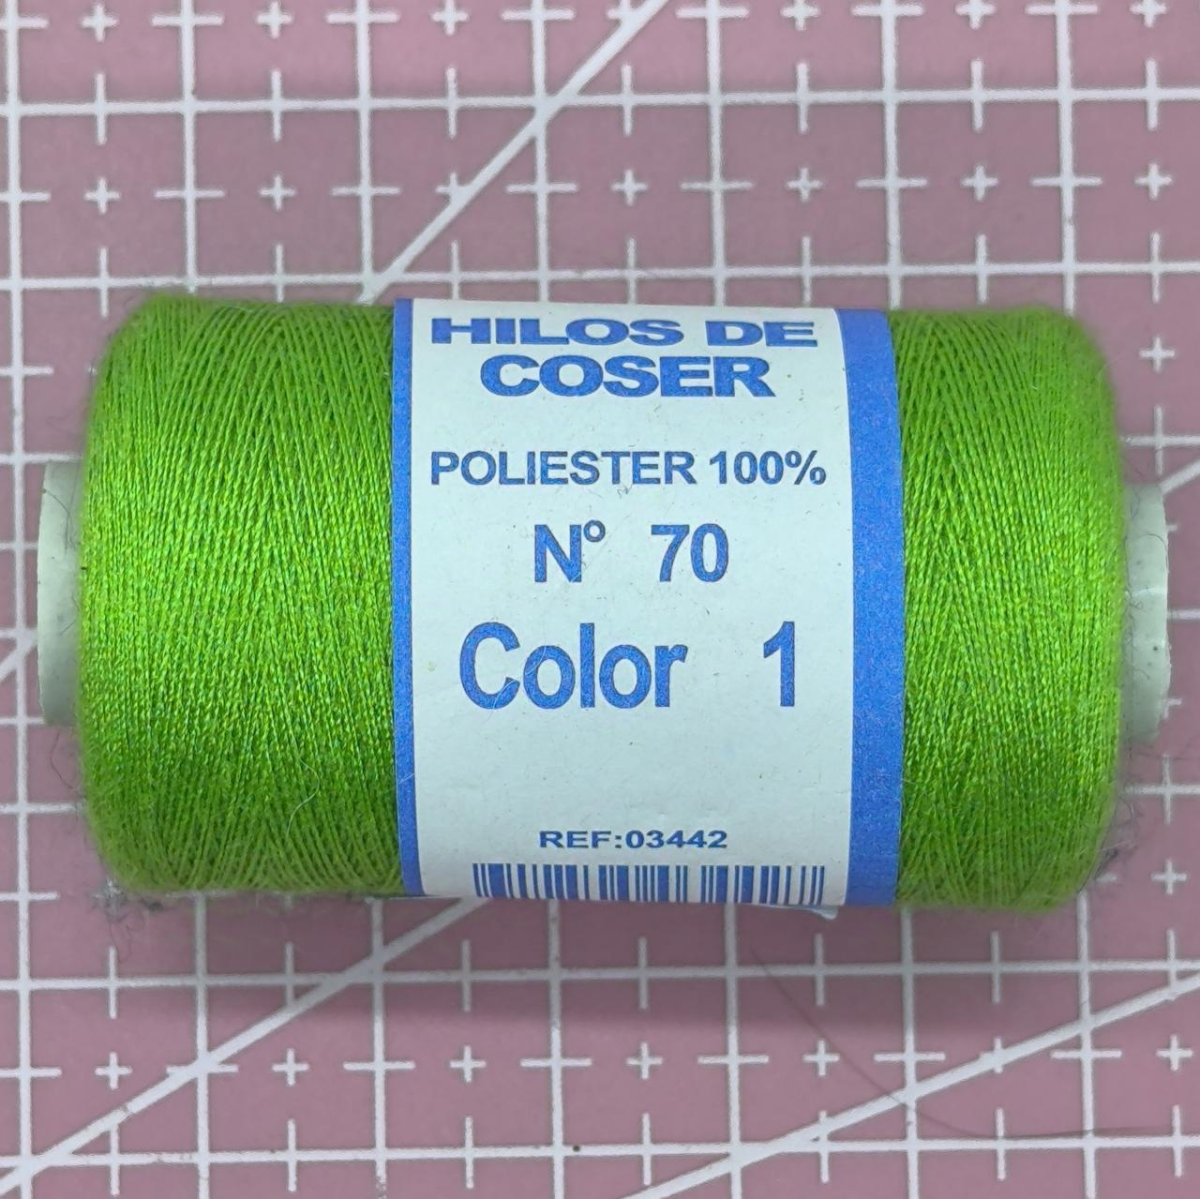 HILOS DE
COSER
POLIESTER 100%
Nº 70
Color 1
REF:03442